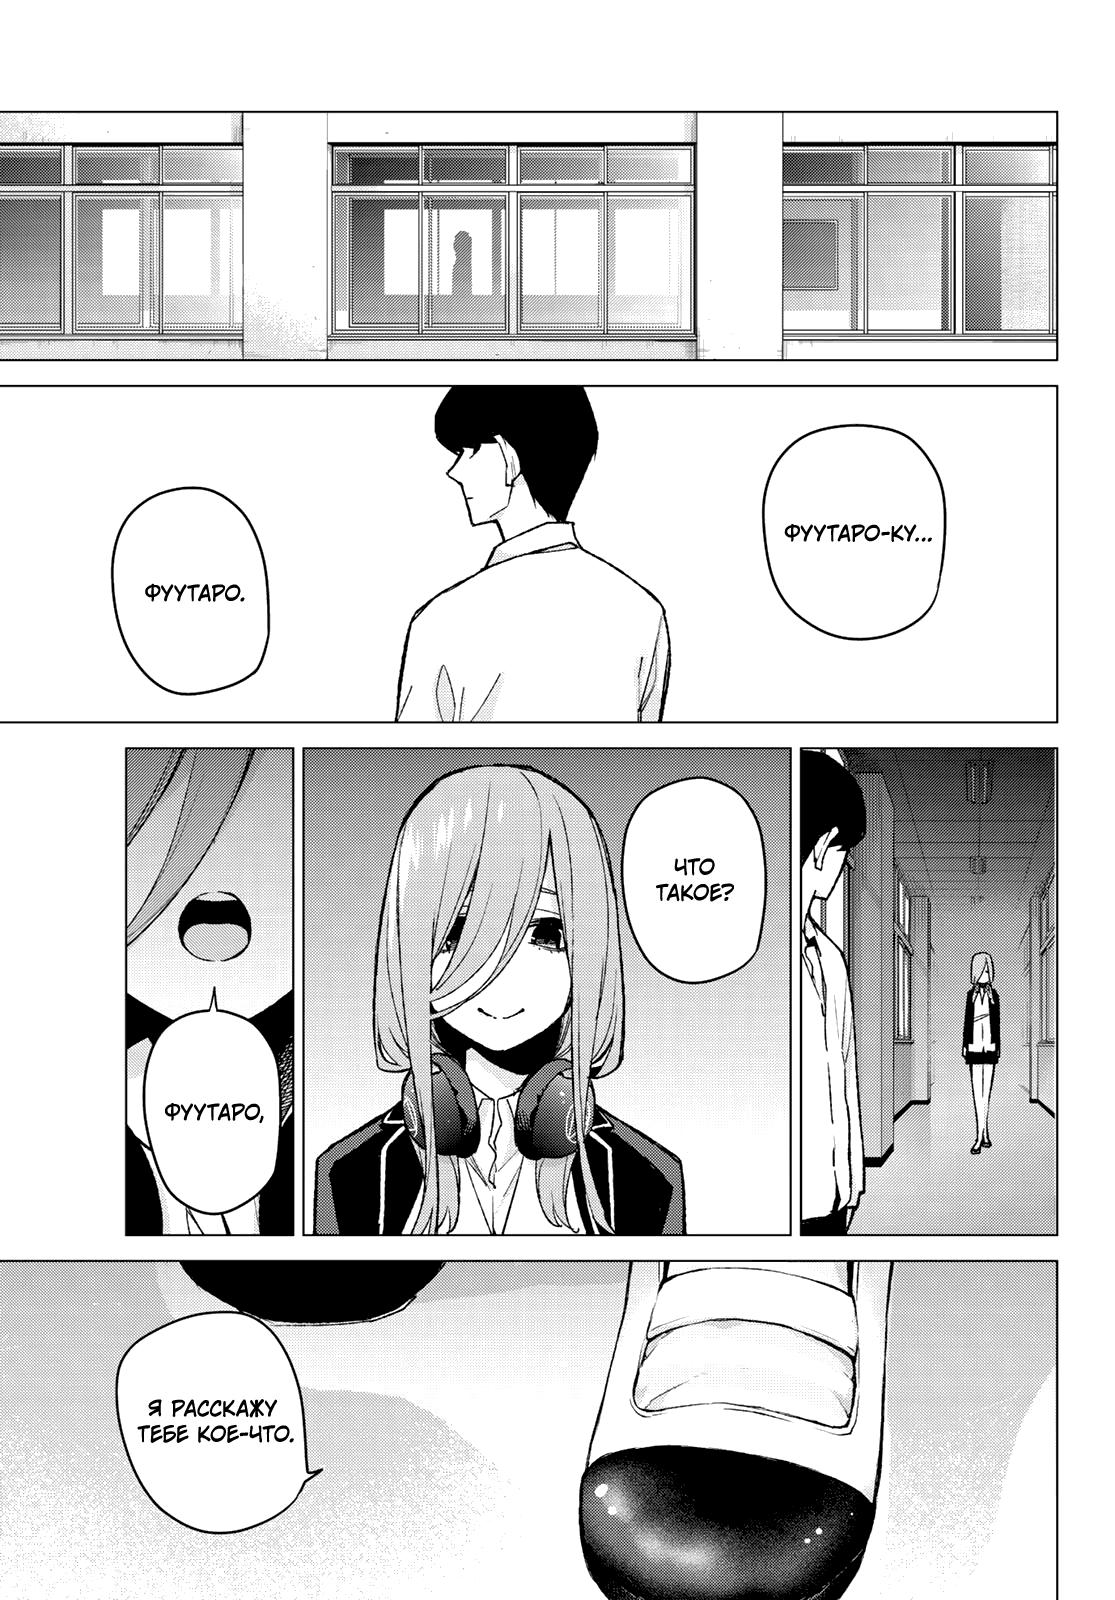 ФУУТАРО-КУ...
ФУУТАРО.
ЧТО
ТАКОЕ?
ФУУТАРО,
Я РАССКАЖУ
ТЕБЕ КОЕ-ЧТО.